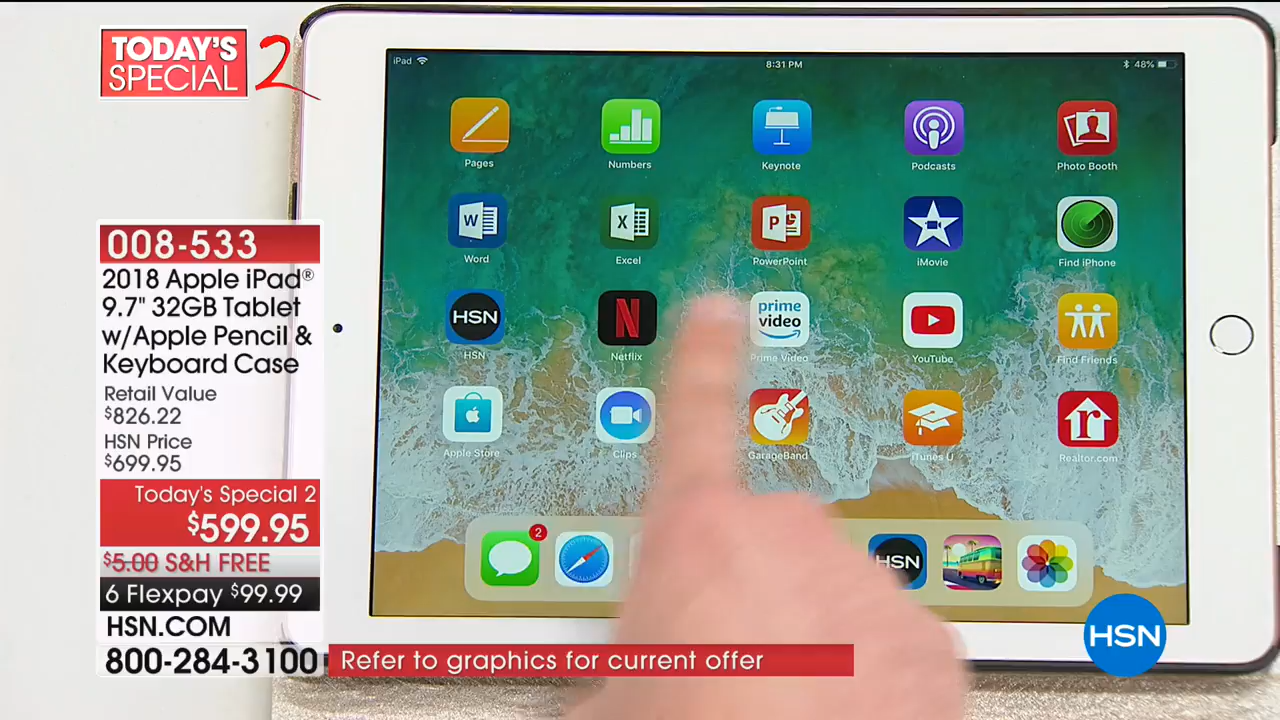 TODAY'S
SPECIAL 2
008-533
2018 Apple iPad®
9.7" 32GB Tablet
w/Apple Pencil &
Keyboard Case
Retail Value
$826.22
HSN Price
$699.95
Today's Special 2
$599.95
$5.00 S&H FREE
6 Flexpay $99.99
HSN.COM
800-284-3100
Refer to graphics for current offer
HSN
iPad
8:31 PM
48%
Pages
Numbers
Keynote
Podcasts
Photo Booth
W
X
P
Word
Excel
PowerPoint
iMovie
Find iPhone
HSN
N
prime
video
HSN
Netflix
Prime Video
YouTube
Find Friends
r
Apple Store
Clips
GarageBand
iTunes U
Realtor.com
2
HSN